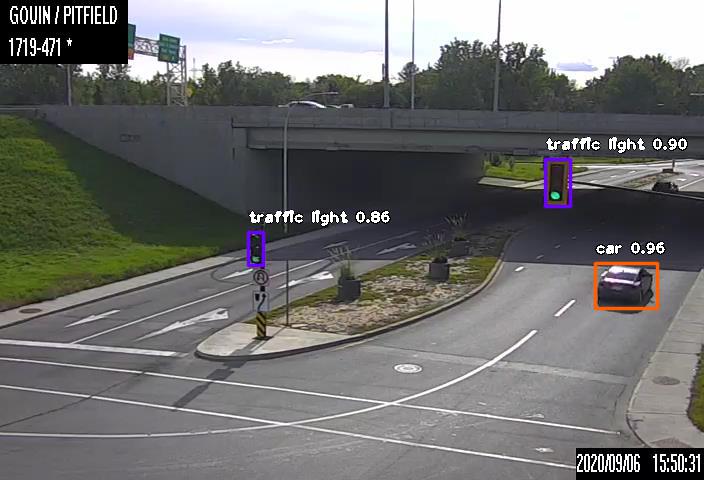 GOUIN / PITFIELD
1719-471 *
traffic light 0.90
traffic light 0.86
car 0.96
2020/09/06 15:50:31